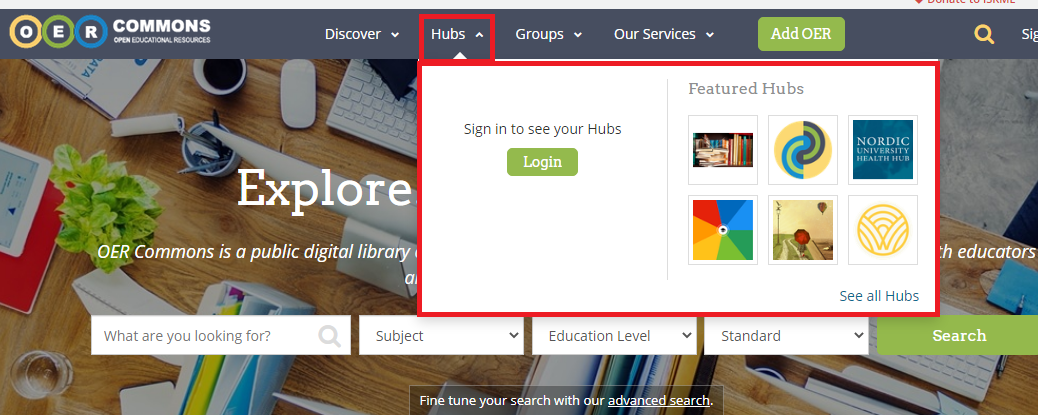 Donate to ISKME
OER COMMONS
OPEN EDUCATIONAL RESOURCES
Discover Hubs Groups Our Services Add OER
Featured Hubs
Sign in to see your Hubs
Login
NORDIC
UNIVERSITY
HEALTH HUB
See all Hubs
Explore.
OER Commons is a public digital library
th educators
What are you looking for? Subject Education Level Standard Search
Fine tune your search with our advanced search.